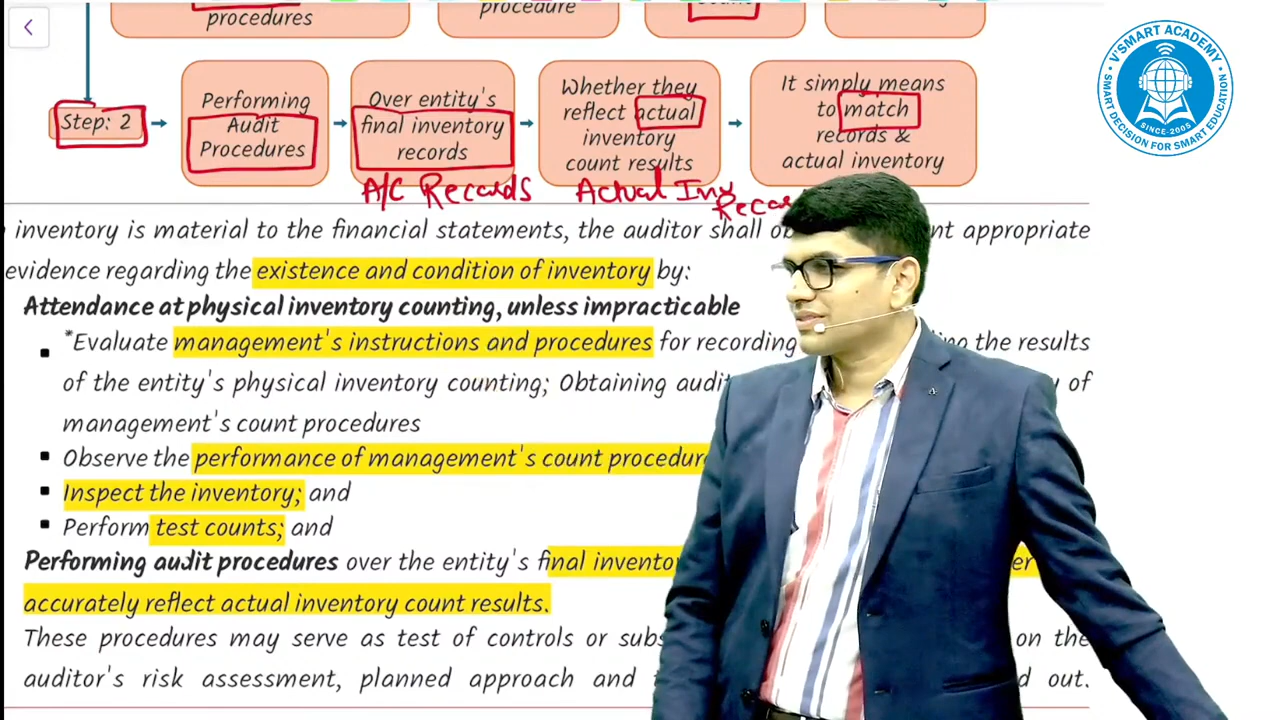 procedures
procedure
Step: 2
Performing
Audit
Procedures
Over entity's
final inventory
records
Whether they
reflect actual
inventory
count results
It simply means
to match
records &
actual inventory
A/C Records
Actual Inv
V'SMART ACADEMY
SINCE-2005
SMART DECISION FOR SMART EDUCATION
inventory is material to the financial statements, the auditor shall appropriate
evidence regarding the existence and condition of inventory by:
Attendance at physical inventory counting, unless impracticable
*Evaluate management's instructions and procedures for recording the results
of the entity's physical inventory counting; Obtaining of
management's count procedures
Observe the performance of management's count
Inspect the inventory; and
Perform test counts; and
Performing audit procedures over the entity's final
accurately reflect actual inventory count results.
These procedures may serve as test of controls or on the
auditor's risk assessment, planned approach and out.